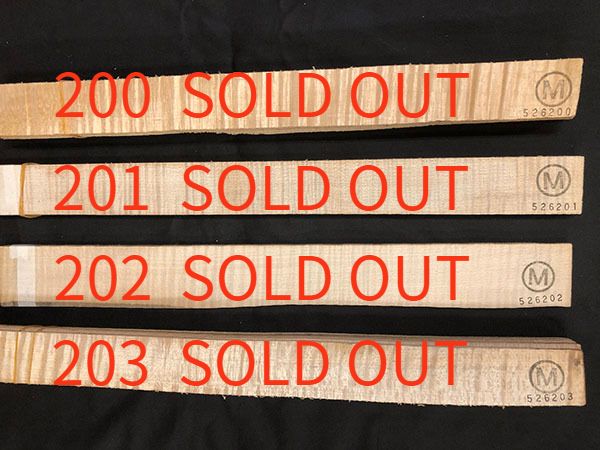 200 SOLD OUT
M
526200
201 SOLD OUT
M
526201
202 SOLD OUT
M
526202
203 SOLD OUT
M
526203